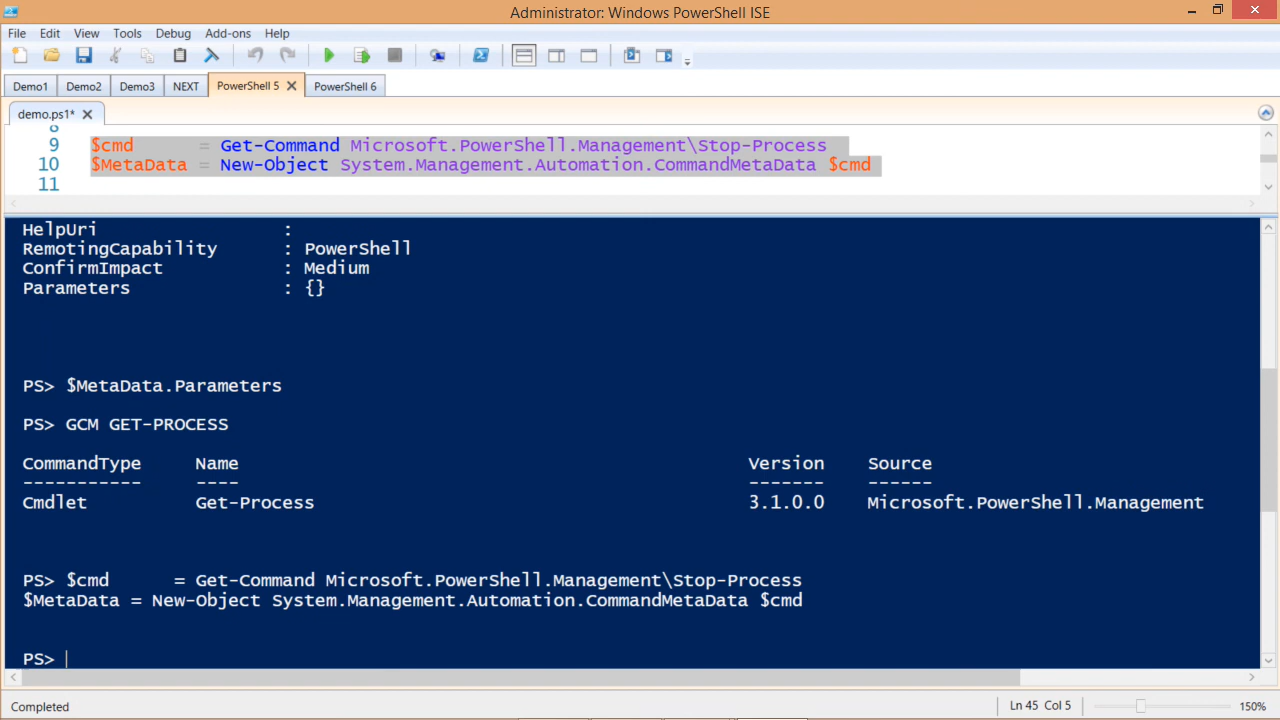 Administrator: Windows PowerShell ISE
File Edit View Tools Debug Add-ons Help
Demo1 Demo2 Demo3 NEXT PowerShell 5 PowerShell 6
demo.ps1*
8
9 $cmd = Get-Command Microsoft.PowerShell.Management\Stop-Process
10 $MetaData = New-Object System.Management.Automation.CommandMetaData $cmd
11
HelpUri :
RemotingCapability : PowerShell
ConfirmImpact : Medium
Parameters : {}
PS> $MetaData.Parameters
PS> GCM GET-PROCESS
CommandType Name Version Source
----------- ---- ------- ------
Cmdlet Get-Process 3.1.0.0 Microsoft.PowerShell.Management
PS> $cmd = Get-Command Microsoft.PowerShell.Management\Stop-Process
$MetaData = New-Object System.Management.Automation.CommandMetaData $cmd
PS>
Completed Ln 45 Col 5 150%